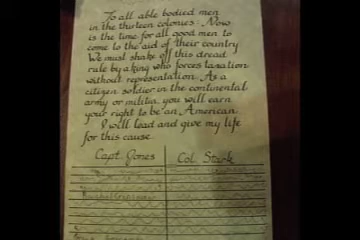 To all able bodied men
in the thirteen colonies: Now
is the time for all good men to
come to the aid of their country
We must shake off this dread
rule by a king who forces taxation
without representation. As a
citizen soldier in the continental
army or militia, you will earn
your right to be an American.
I will lead and give my life
for this cause
Capt. Jones Col. Stark